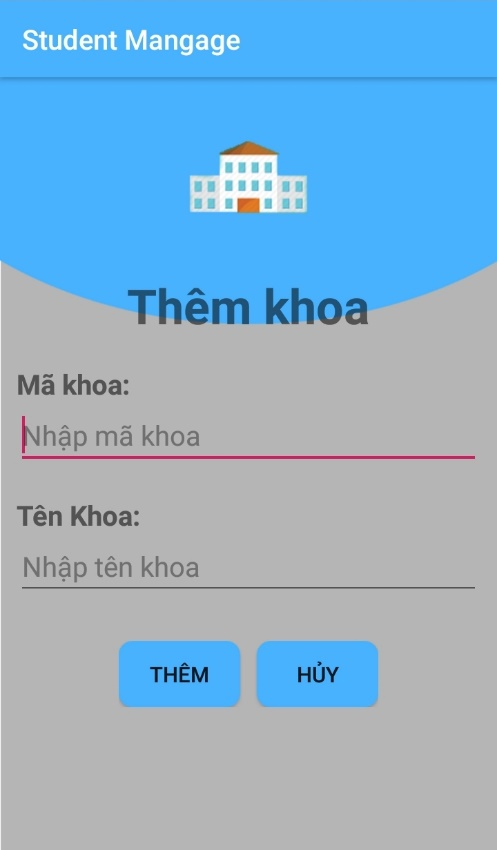 Student Mangage
Thêm khoa
Mã khoa:
Nhập mã khoa
Tên Khoa:
Nhập tên khoa
THÊM
HỦY